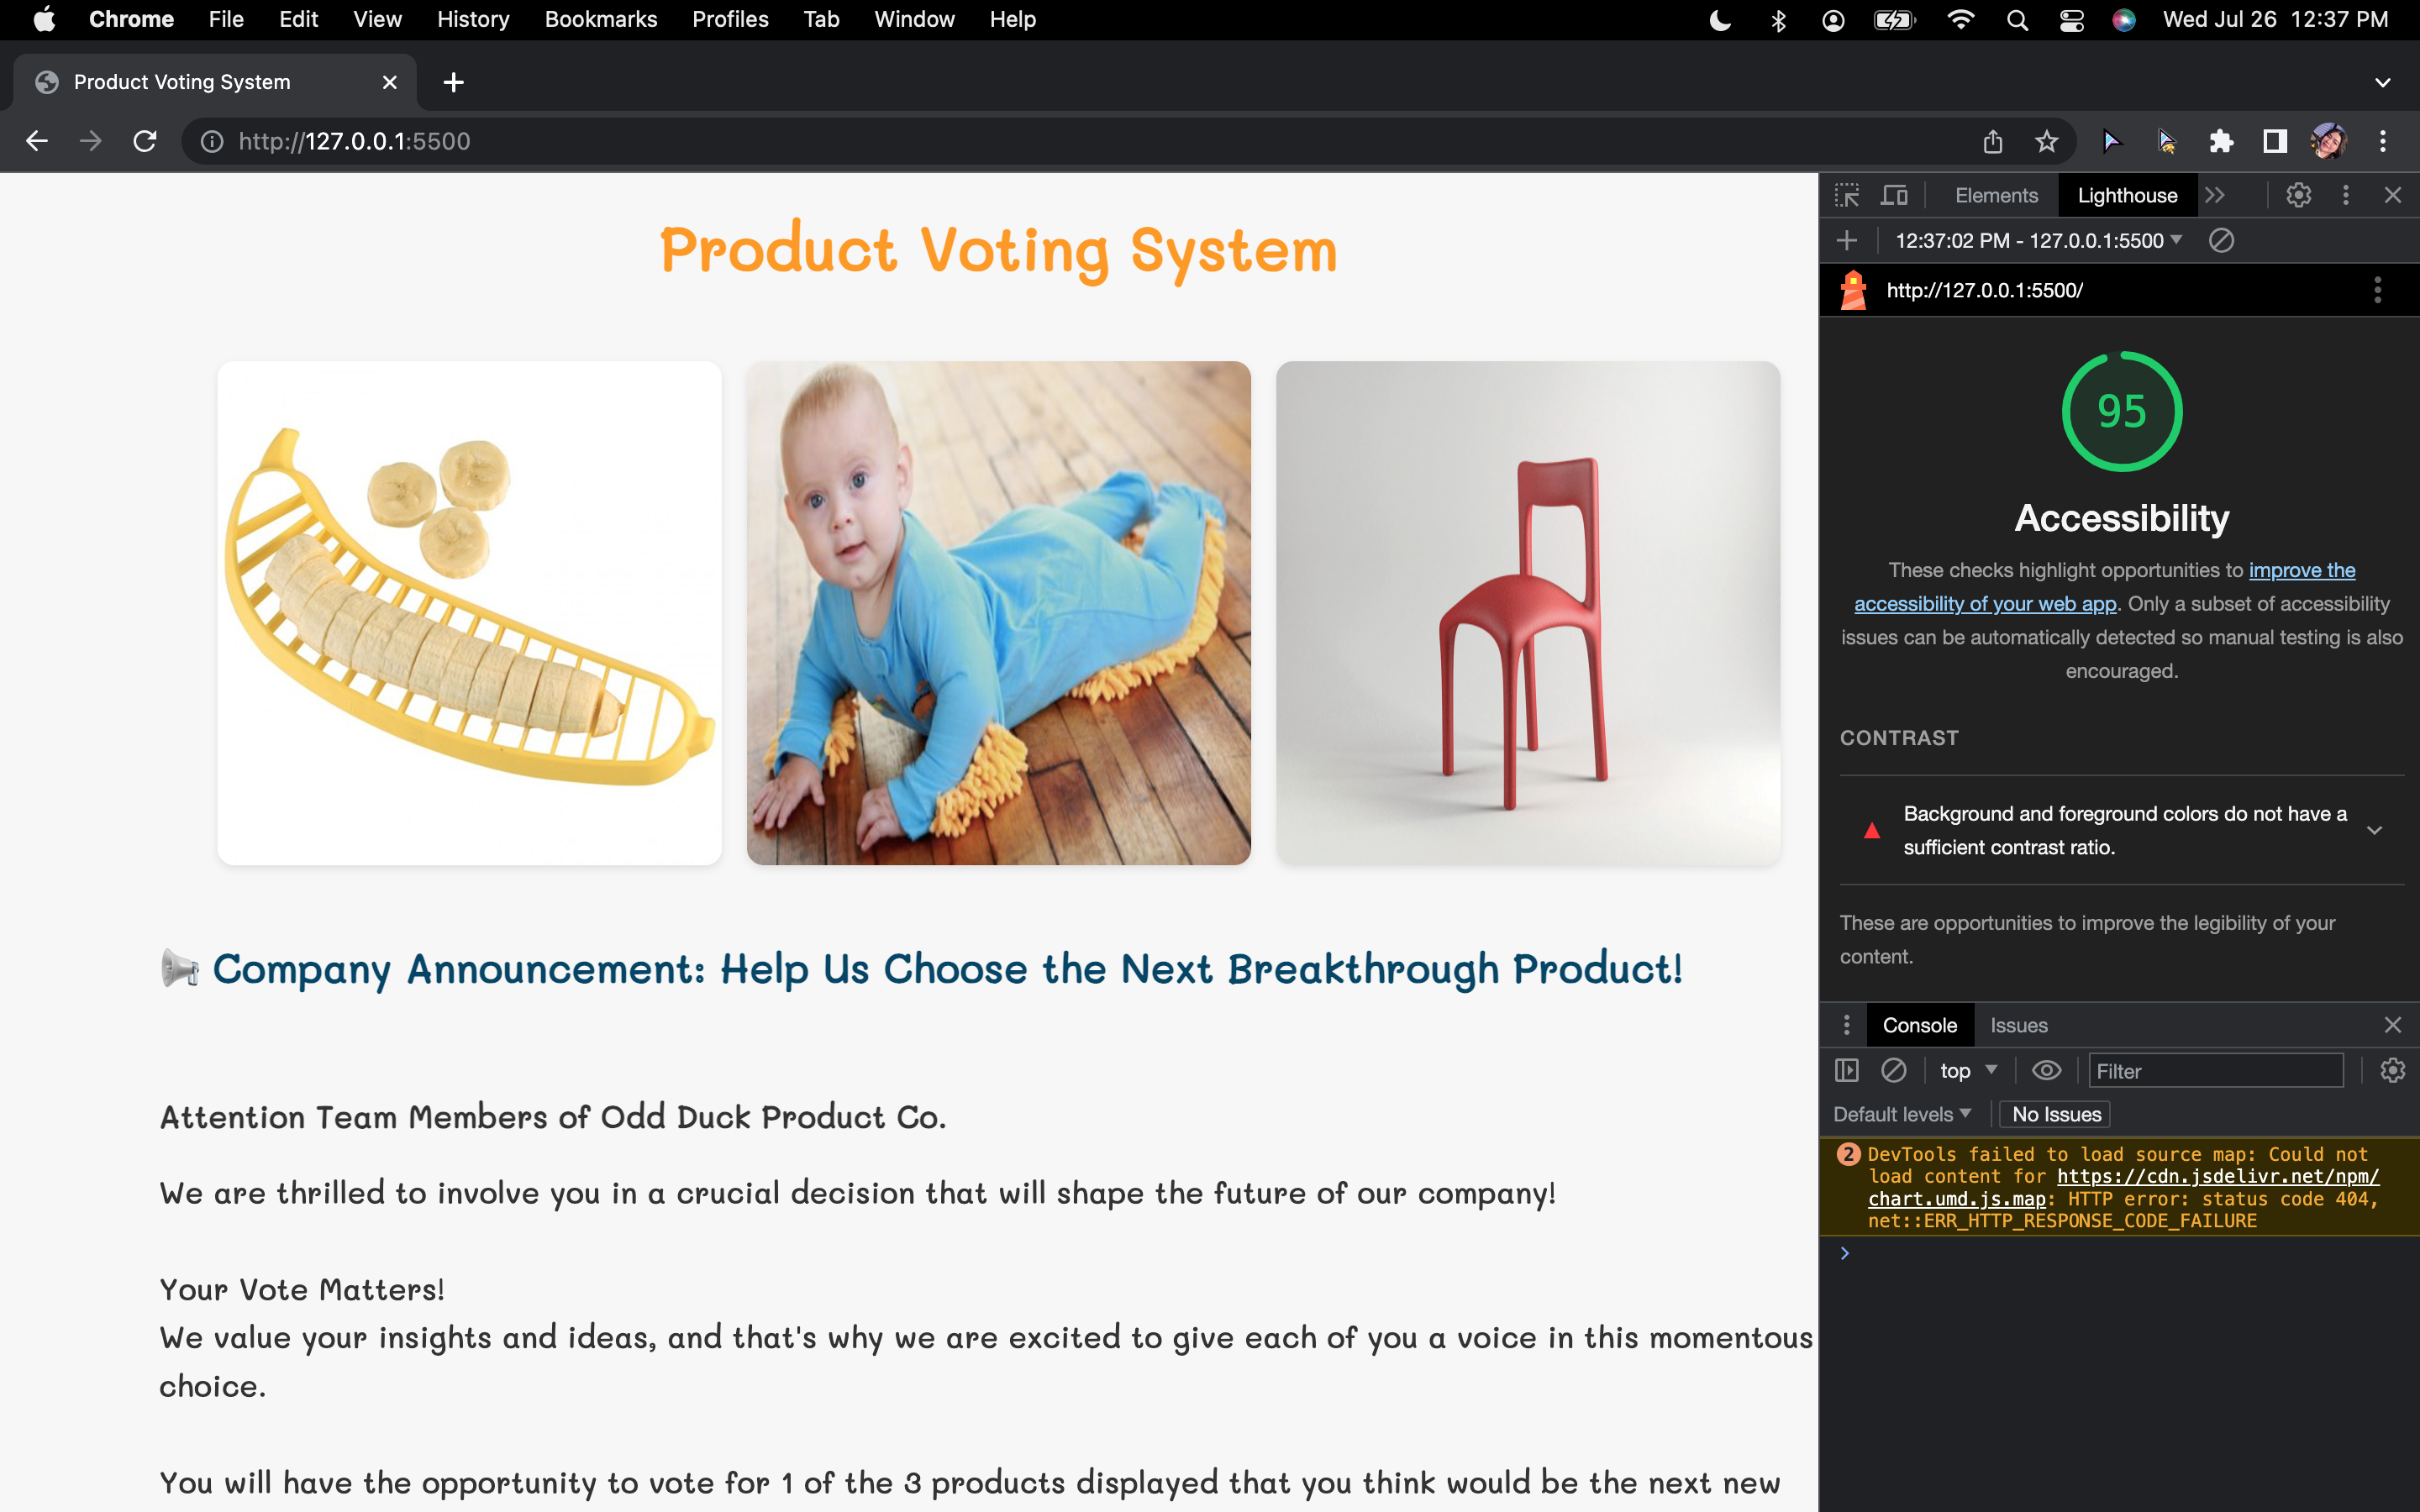 Chrome File Edit View History Bookmarks Profiles Tab Window Help Wed Jul 26 12:37 PM
Product Voting System
http://127.0.0.1:5500
Product Voting System
📢 Company Announcement: Help Us Choose the Next Breakthrough Product!
Attention Team Members of Odd Duck Product Co.
We are thrilled to involve you in a crucial decision that will shape the future of our company!
Your Vote Matters!
We value your insights and ideas, and that's why we are excited to give each of you a voice in this momentous
choice.
You will have the opportunity to vote for 1 of the 3 products displayed that you think would be the next new
Elements Lighthouse
12:37:02 PM - 127.0.0.1:5500
http://127.0.0.1:5500/
95
Accessibility
These checks highlight opportunities to improve the
accessibility of your web app. Only a subset of accessibility
issues can be automatically detected so manual testing is also
encouraged.
CONTRAST
Background and foreground colors do not have a
sufficient contrast ratio.
These are opportunities to improve the legibility of your
content.
Console Issues
top Filter
Default levels No Issues
2 DevTools failed to load source map: Could not
load content for https://cdn.jsdelivr.net/npm/
chart.umd.js.map: HTTP error: status code 404,
net::ERR_HTTP_RESPONSE_CODE_FAILURE